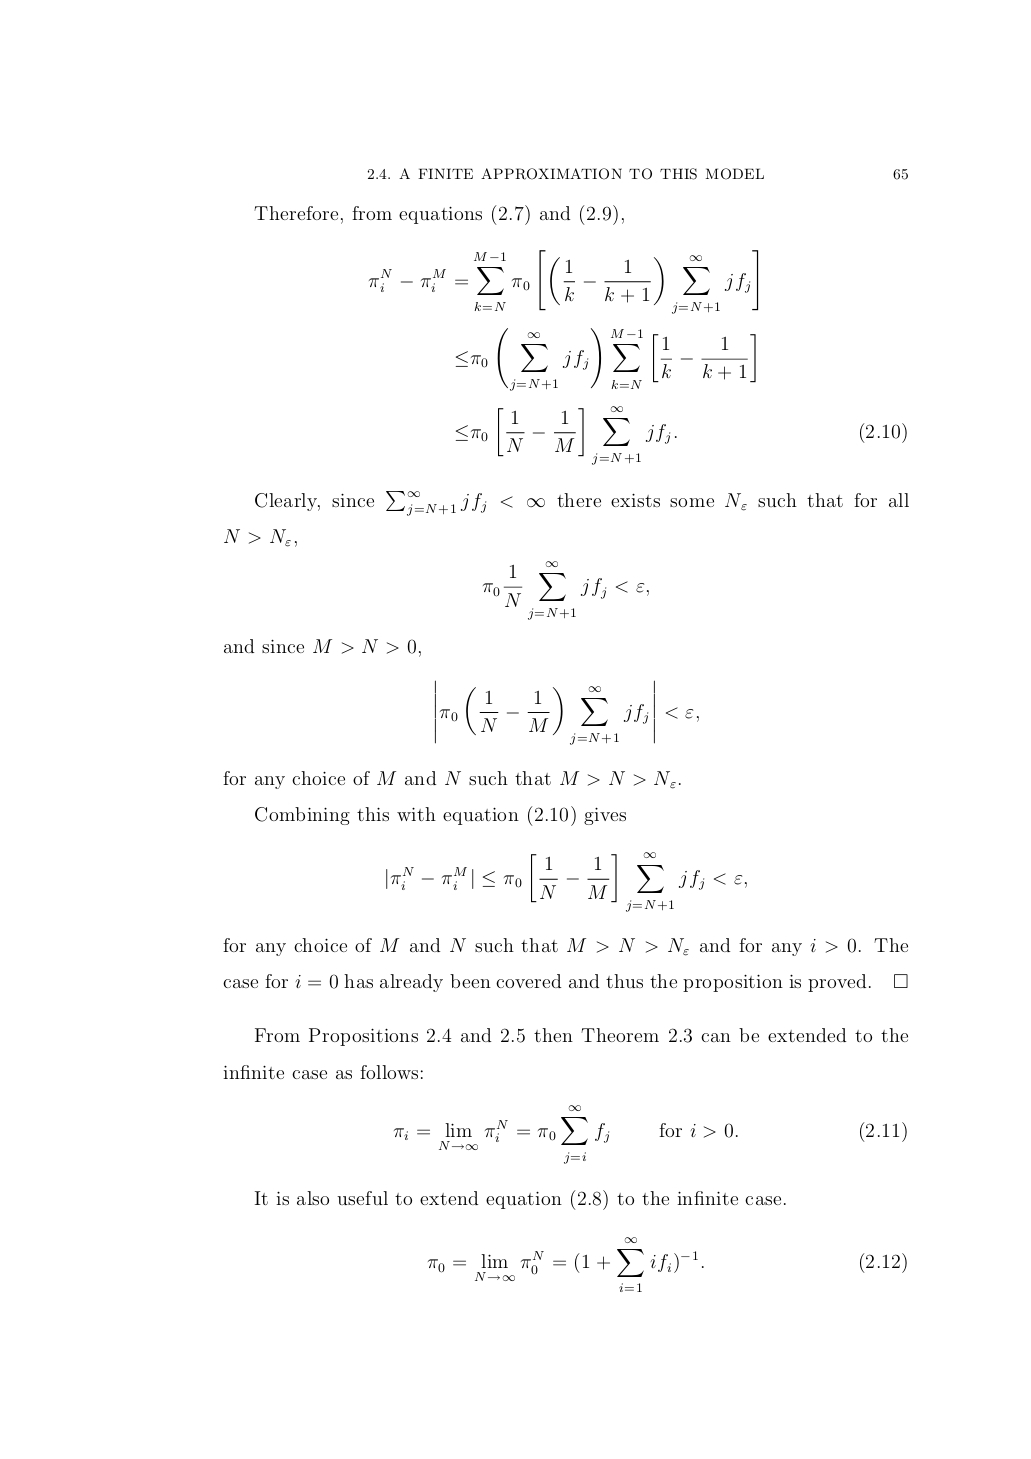 2.4. A FINITE APPROXIMATION TO THIS MODEL 65
Therefore, from equations (2.7) and (2.9),
$\pi_i^N - \pi_i^M = \sum_{k=N}^{M-1} \pi_0 \left[ \left( \frac{1}{k} - \frac{1}{k+1} \right) \sum_{j=N+1}^{\infty} j f_j \right]$
$\leq \pi_0 \left( \sum_{j=N+1}^{\infty} j f_j \right) \sum_{k=N}^{M-1} \left[ \frac{1}{k} - \frac{1}{k+1} \right]$
$\leq \pi_0 \left[ \frac{1}{N} - \frac{1}{M} \right] \sum_{j=N+1}^{\infty} j f_j.$ (2.10)
Clearly, since $\sum_{j=N+1}^{\infty} j f_j < \infty$ there exists some $N_\varepsilon$ such that for all
$N > N_\varepsilon$,
$\pi_0 \frac{1}{N} \sum_{j=N+1}^{\infty} j f_j < \varepsilon,$
and since $M > N > 0$,
$\left| \pi_0 \left( \frac{1}{N} - \frac{1}{M} \right) \sum_{j=N+1}^{\infty} j f_j \right| < \varepsilon,$
for any choice of $M$ and $N$ such that $M > N > N_\varepsilon$.
Combining this with equation (2.10) gives
$|\pi_i^N - \pi_i^M| \leq \pi_0 \left[ \frac{1}{N} - \frac{1}{M} \right] \sum_{j=N+1}^{\infty} j f_j < \varepsilon,$
for any choice of $M$ and $N$ such that $M > N > N_\varepsilon$ and for any $i > 0$. The
case for $i = 0$ has already been covered and thus the proposition is proved. □
From Propositions 2.4 and 2.5 then Theorem 2.3 can be extended to the
infinite case as follows:
$\pi_i = \lim_{N \to \infty} \pi_i^N = \pi_0 \sum_{j=i}^{\infty} f_j$ for $i > 0$. (2.11)
It is also useful to extend equation (2.8) to the infinite case.
$\pi_0 = \lim_{N \to \infty} \pi_0^N = (1 + \sum_{i=1}^{\infty} i f_i)^{-1}.$ (2.12)